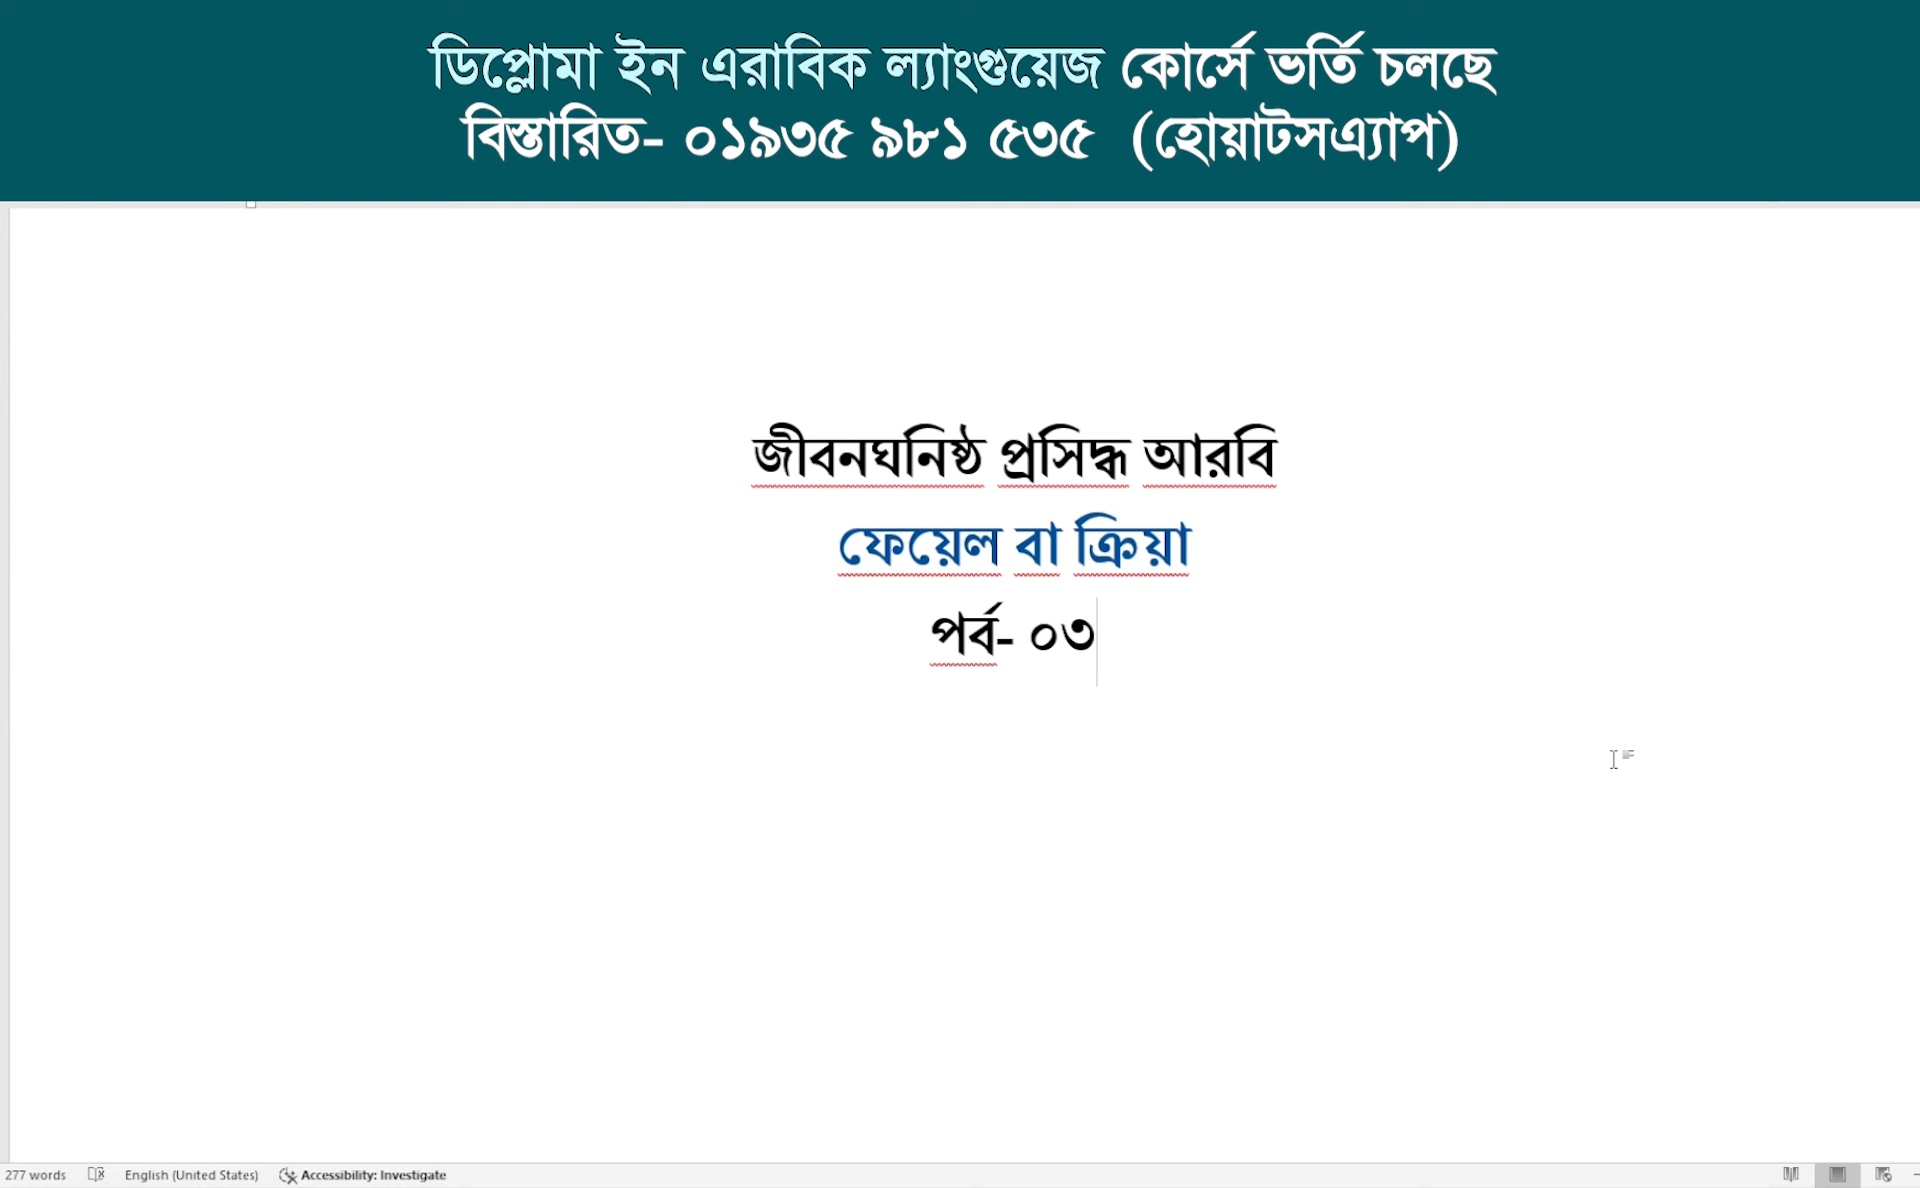 ডিপ্লোমা ইন এরাবিক ল্যাংগুয়েজ কোর্সে ভর্তি চলছে
বিস্তারিত- ০১৯৩৫ ৯৮১ ৫৩৫ (হোয়াটসএ্যাপ)
জীবনঘনিষ্ঠ প্রসিদ্ধ আরবি
ফেয়েল বা ক্রিয়া
পর্ব- ০৩
277 words English (United States) Accessibility: Investigate